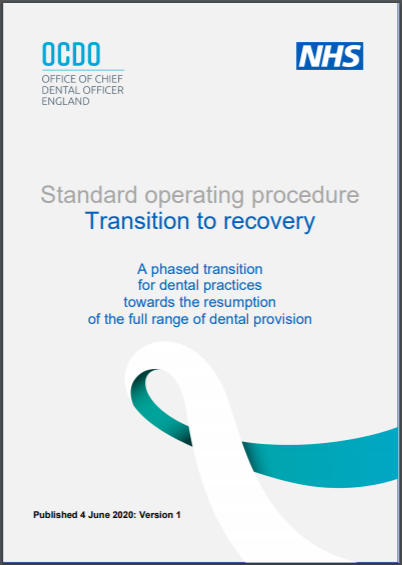 OCDO
OFFICE OF CHIEF
DENTAL OFFICER
ENGLAND
NHS
Standard operating procedure
Transition to recovery
A phased transition
for dental practices
towards the resumption
of the full range of dental provision
Published 4 June 2020: Version 1